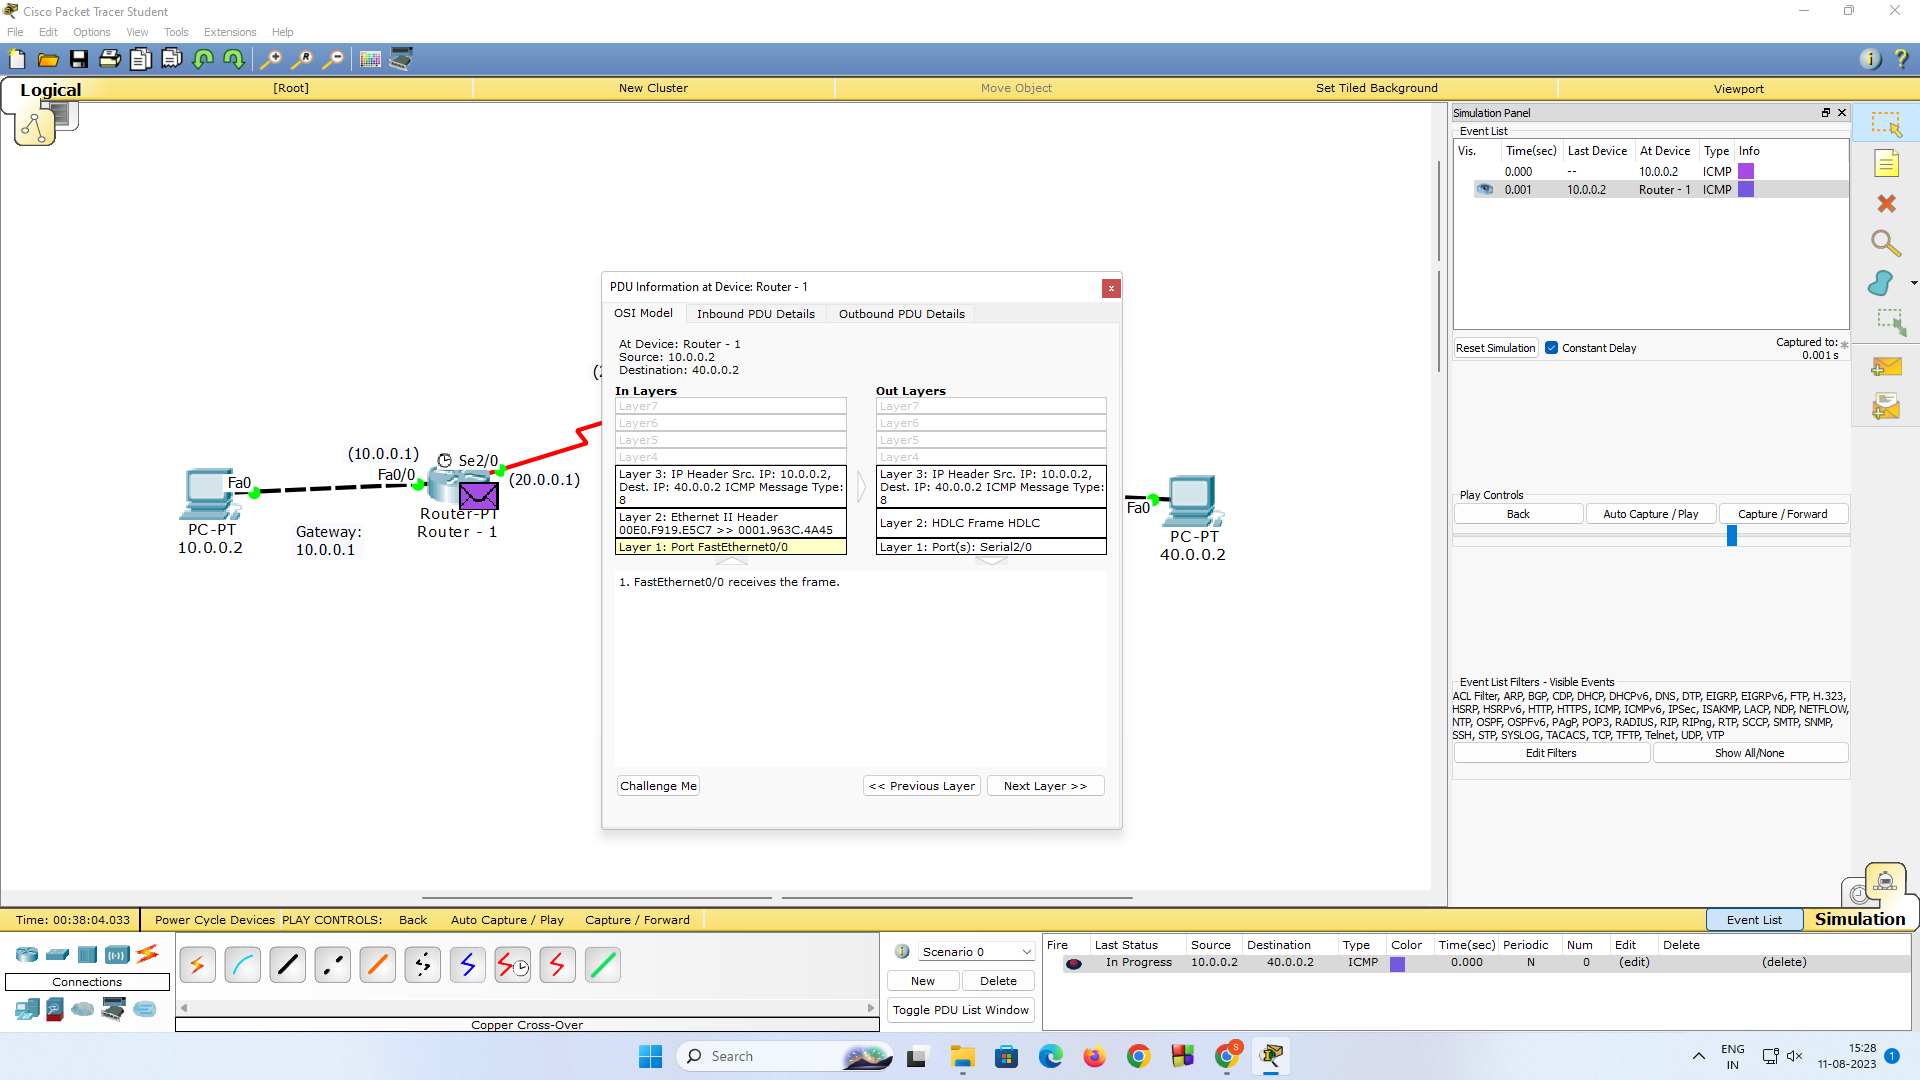 Cisco Packet Tracer Student
File Edit Options View Tools Extensions Help
Logical [Root] New Cluster Move Object Set Tiled Background Viewport
Simulation Panel
Event List
Vis. Time(sec) Last Device At Device Type Info
0.000 -- 10.0.0.2 ICMP
0.001 10.0.0.2 Router - 1 ICMP
Reset Simulation Constant Delay Captured to: *
0.001 s
Play Controls
Back Auto Capture / Play Capture / Forward
Event List Filters - Visible Events
ACL Filter, ARP, BGP, CDP, DHCP, DHCPv6, DNS, DTP, EIGRP, EIGRPv6, FTP, H.323,
HSRP, HSRPv6, HTTP, HTTPS, ICMP, ICMPv6, IPSec, ISAKMP, LACP, NDP, NETFLOW,
NTP, OSPF, OSPFv6, PAgP, POP3, RADIUS, RIP, RIPng, RTP, SCCP, SMTP, SNMP,
SSH, STP, SYSLOG, TACACS, TCP, TFTP, Telnet, UDP, VTP
Edit Filters Show All/None
PDU Information at Device: Router - 1
x
OSI Model Inbound PDU Details Outbound PDU Details
At Device: Router - 1
Source: 10.0.0.2
Destination: 40.0.0.2
In Layers
Layer7
Layer6
Layer5
Layer4
Layer 3: IP Header Src. IP: 10.0.0.2,
Dest. IP: 40.0.0.2 ICMP Message Type:
8
Layer 2: Ethernet II Header
00E0.F919.E5C7 >> 0001.963C.4A45
Layer 1: Port FastEthernet0/0
Out Layers
Layer7
Layer6
Layer5
Layer4
Layer 3: IP Header Src. IP: 10.0.0.2,
Dest. IP: 40.0.0.2 ICMP Message Type:
8
Layer 2: HDLC Frame HDLC
Layer 1: Port(s): Serial2/0
1. FastEthernet0/0 receives the frame.
Challenge Me << Previous Layer Next Layer >>
(10.0.0.1)
Se2/0
Fa0/0
(20.0.0.1)
Fa0
PC-PT
10.0.0.2
Gateway:
10.0.0.1
Router-PT
Router - 1
Fa0
PC-PT
40.0.0.2
Time: 00:38:04.033 Power Cycle Devices PLAY CONTROLS: Back Auto Capture / Play Capture / Forward
Event List Simulation
Connections
Copper Cross-Over
Scenario 0
New Delete
Toggle PDU List Window
Fire Last Status Source Destination Type Color Time(sec) Periodic Num Edit Delete
In Progress 10.0.0.2 40.0.0.2 ICMP 0.000 N 0 (edit) (delete)
Search
S
ENG
IN
15:28
11-08-2023
1